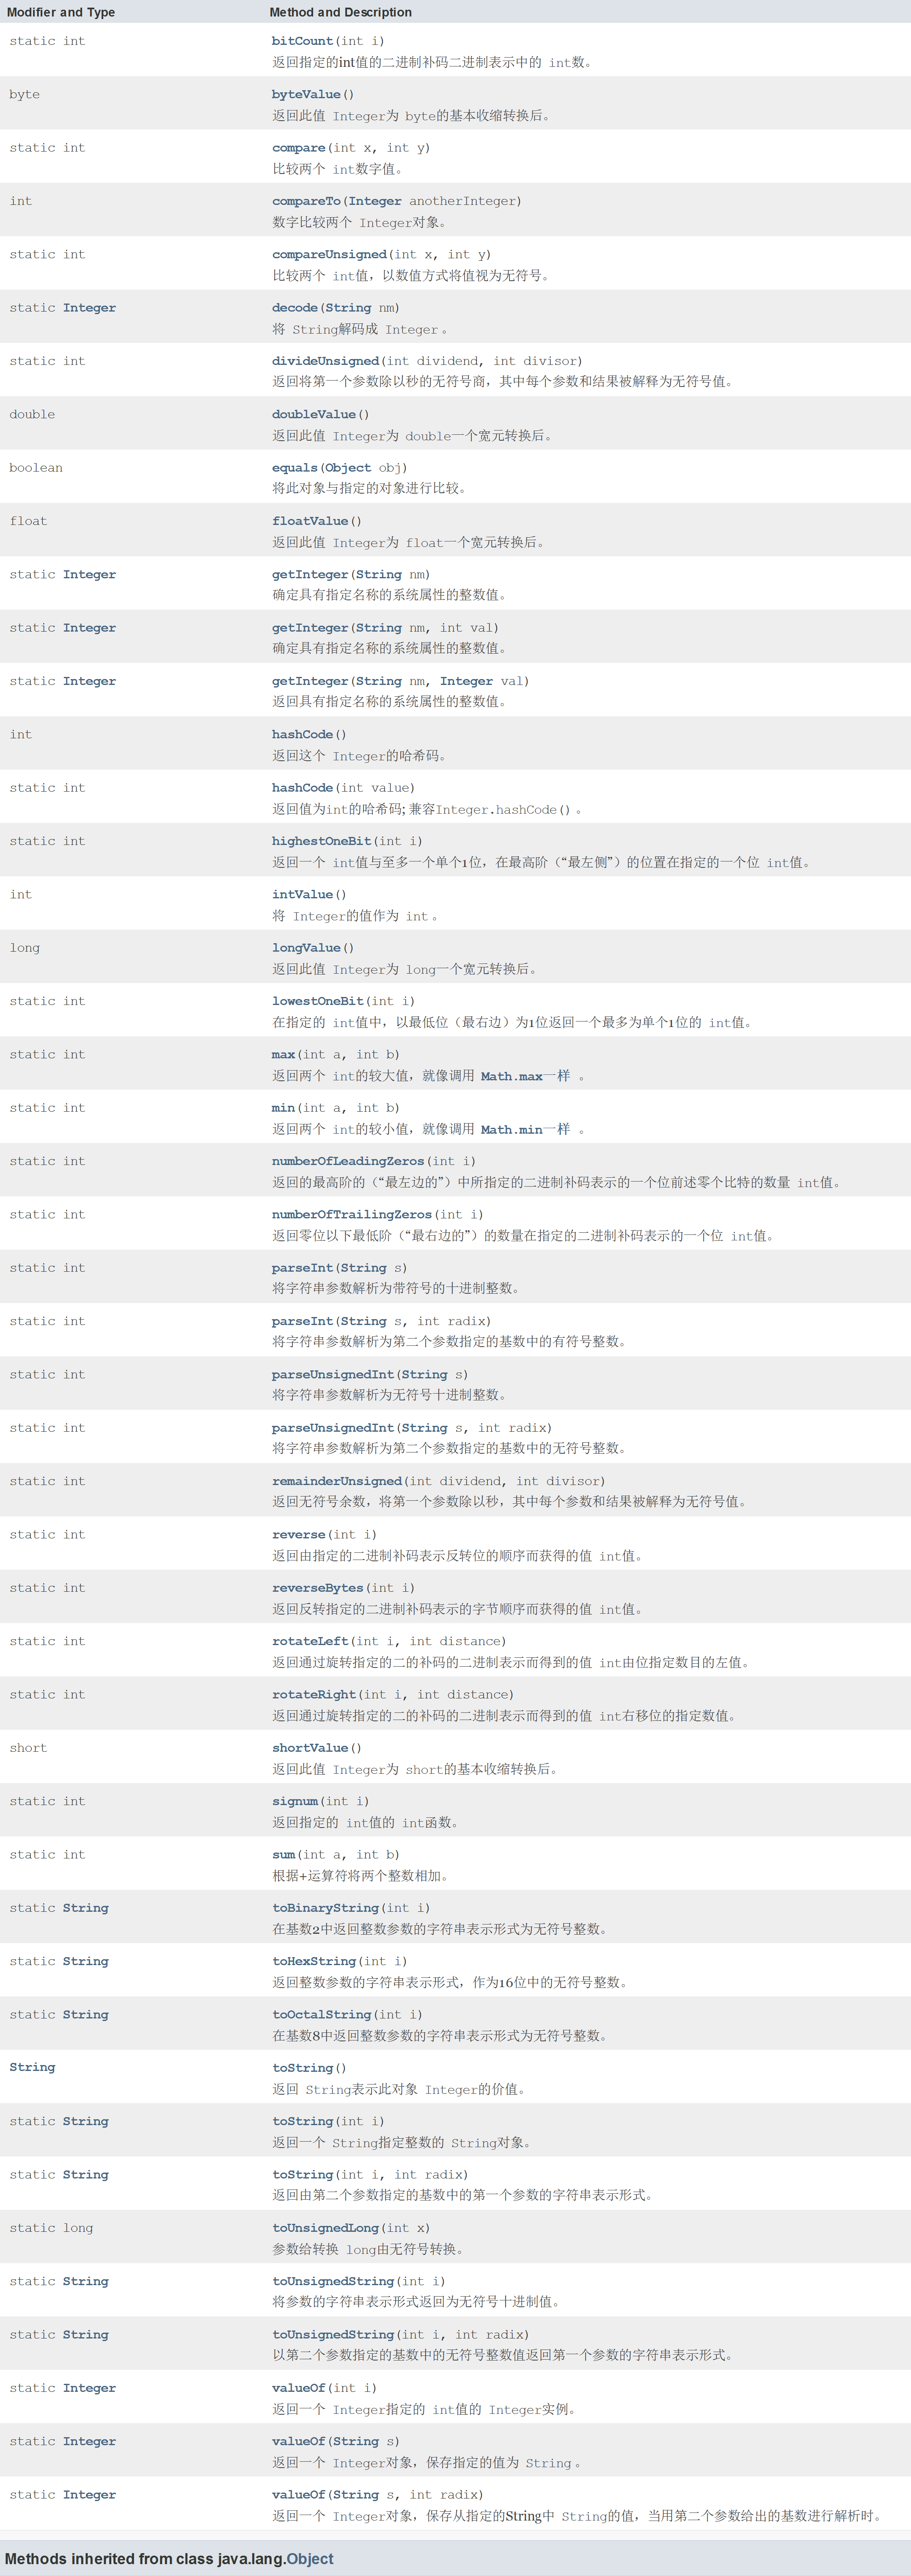 Modifier and Type	Method and Description
static int	bitCount(int i)
返回指定的int值的二进制补码二进制表示中的 int数。
byte	byteValue()
返回此值 Integer为 byte的基本收缩转换后。
static int	compare(int x, int y)
比较两个 int数字值。
int	compareTo(Integer anotherInteger)
数字比较两个 Integer对象。
static int	compareUnsigned(int x, int y)
比较两个 int值，以数值方式将值视为无符号。
static Integer	decode(String nm)
将 String解码成 Integer 。
static int	divideUnsigned(int dividend, int divisor)
返回将第一个参数除以秒的无符号商，其中每个参数和结果被解释为无符号值。
double	doubleValue()
返回此值 Integer为 double一个宽元转换后。
boolean	equals(Object obj)
将此对象与指定的对象进行比较。
float	floatValue()
返回此值 Integer为 float一个宽元转换后。
static Integer	getInteger(String nm)
确定具有指定名称的系统属性的整数值。
static Integer	getInteger(String nm, int val)
确定具有指定名称的系统属性的整数值。
static Integer	getInteger(String nm, Integer val)
返回具有指定名称的系统属性的整数值。
int	hashCode()
返回这个 Integer的哈希码。
static int	hashCode(int value)
返回值为int的哈希码; 兼容Integer.hashCode() 。
static int	highestOneBit(int i)
返回一个 int值与至多一个单个1位，在最高阶（“最左侧”）的位置在指定的一个位 int值。
int	intValue()
将 Integer的值作为 int 。
long	longValue()
返回此值 Integer为 long一个宽元转换后。
static int	lowestOneBit(int i)
在指定的 int值中，以最低位（最右边）为1位返回一个最多为单个1位的 int值。
static int	max(int a, int b)
返回两个 int的较大值，就像调用 Math.max一样 。
static int	min(int a, int b)
返回两个 int的较小值，就像调用 Math.min一样 。
static int	numberOfLeadingZeros(int i)
返回的最高阶的（“最左边的”）中所指定的二进制补码表示的一个位前述零个比特的数量 int值。
static int	numberOfTrailingZeros(int i)
返回零位以下最低阶（“最右边的”）的数量在指定的二进制补码表示的一个位 int值。
static int	parseInt(String s)
将字符串参数解析为带符号的十进制整数。
static int	parseInt(String s, int radix)
将字符串参数解析为第二个参数指定的基数中的有符号整数。
static int	parseUnsignedInt(String s)
将字符串参数解析为无符号十进制整数。
static int	parseUnsignedInt(String s, int radix)
将字符串参数解析为第二个参数指定的基数中的无符号整数。
static int	remainderUnsigned(int dividend, int divisor)
返回无符号余数，将第一个参数除以秒，其中每个参数和结果被解释为无符号值。
static int	reverse(int i)
返回由指定的二进制补码表示反转位的顺序而获得的值 int值。
static int	reverseBytes(int i)
返回反转指定的二进制补码表示的字节顺序而获得的值 int值。
static int	rotateLeft(int i, int distance)
返回通过旋转指定的二的补码的二进制表示而得到的值 int由位指定数目的左值。
static int	rotateRight(int i, int distance)
返回通过旋转指定的二的补码的二进制表示而得到的值 int右移位的指定数值。
short	shortValue()
返回此值 Integer为 short的基本收缩转换后。
static int	signum(int i)
返回指定的 int值的 int函数。
static int	sum(int a, int b)
根据+运算符将两个整数相加。
static String	toBinaryString(int i)
在基数2中返回整数参数的字符串表示形式为无符号整数。
static String	toHexString(int i)
返回整数参数的字符串表示形式，作为16位中的无符号整数。
static String	toOctalString(int i)
在基数8中返回整数参数的字符串表示形式为无符号整数。
String	toString()
返回 String表示此对象 Integer的价值。
static String	toString(int i)
返回一个 String指定整数的 String对象。
static String	toString(int i, int radix)
返回由第二个参数指定的基数中的第一个参数的字符串表示形式。
static long	toUnsignedLong(int x)
参数给转换 long由无符号转换。
static String	toUnsignedString(int i)
将参数的字符串表示形式返回为无符号十进制值。
static String	toUnsignedString(int i, int radix)
以第二个参数指定的基数中的无符号整数值返回第一个参数的字符串表示形式。
static Integer	valueOf(int i)
返回一个 Integer指定的 int值的 Integer实例。
static Integer	valueOf(String s)
返回一个 Integer对象，保存指定的值为 String 。
static Integer	valueOf(String s, int radix)
返回一个 Integer对象，保存从指定的String中 String的值，当用第二个参数给出的基数进行解析时。
Methods inherited from class java.lang.Object